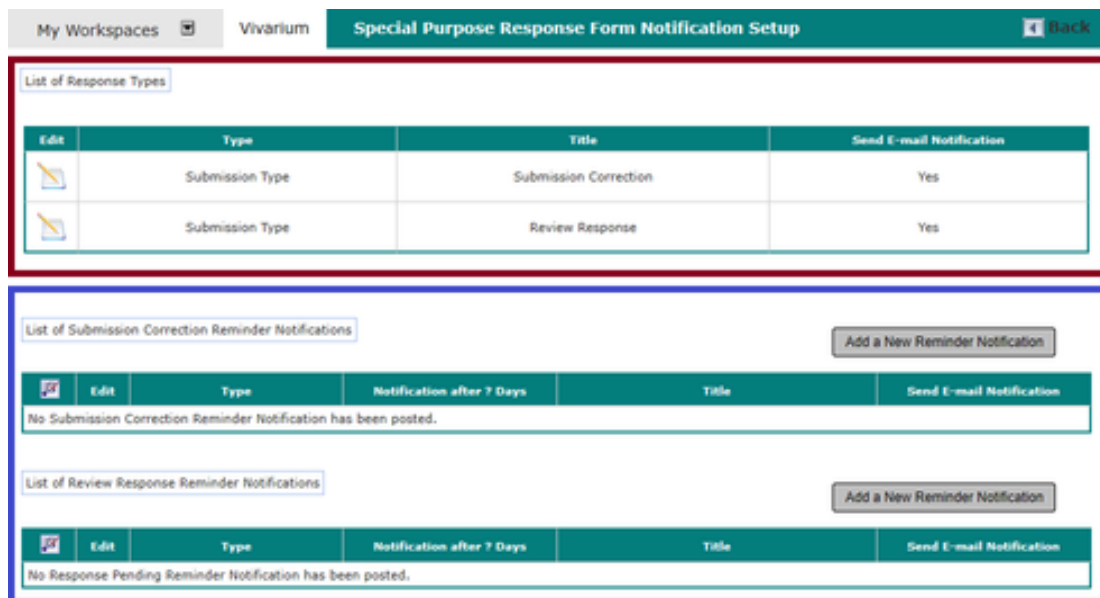 My Workspaces Vivarium Special Purpose Response Form Notification Setup Back
List of Response Types
Edit Type Title Send E-mail Notification
Submission Type Submission Correction Yes
Submission Type Review Response Yes
List of Submission Correction Reminder Notifications
Add a New Reminder Notification
Edit Type Notification after ? Days Title Send E-mail Notification
No Submission Correction Reminder Notification has been posted.
List of Review Response Reminder Notifications
Add a New Reminder Notification
Edit Type Notification after ? Days Title Send E-mail Notification
No Response Pending Reminder Notification has been posted.